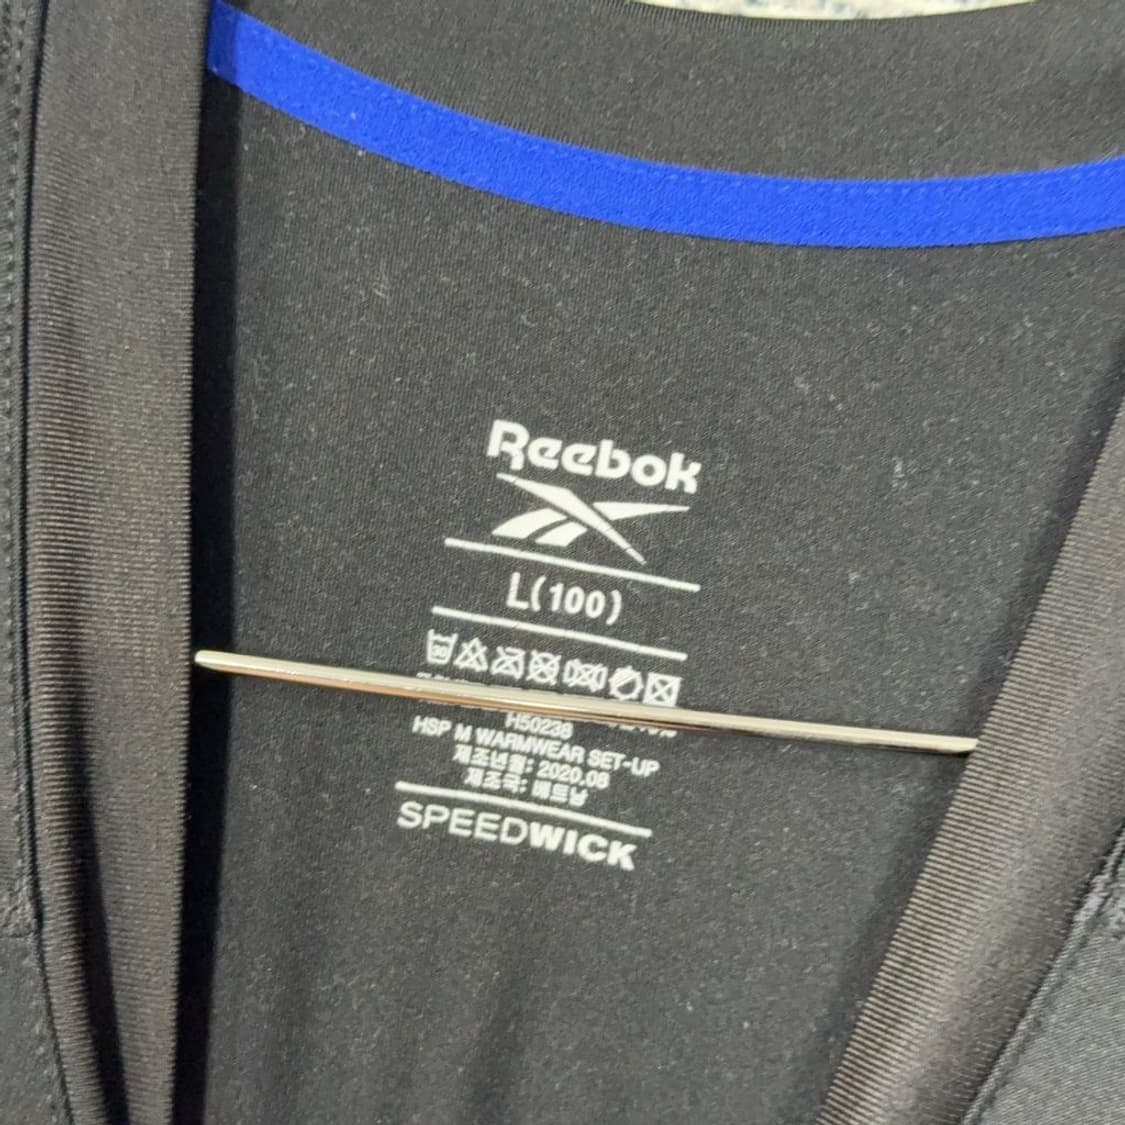 Reebok
L(100)
30
H50238
HSP M WARMWEAR SET-UP
제조년월: 2020.08
제조국: 베트남
SPEEDWICK